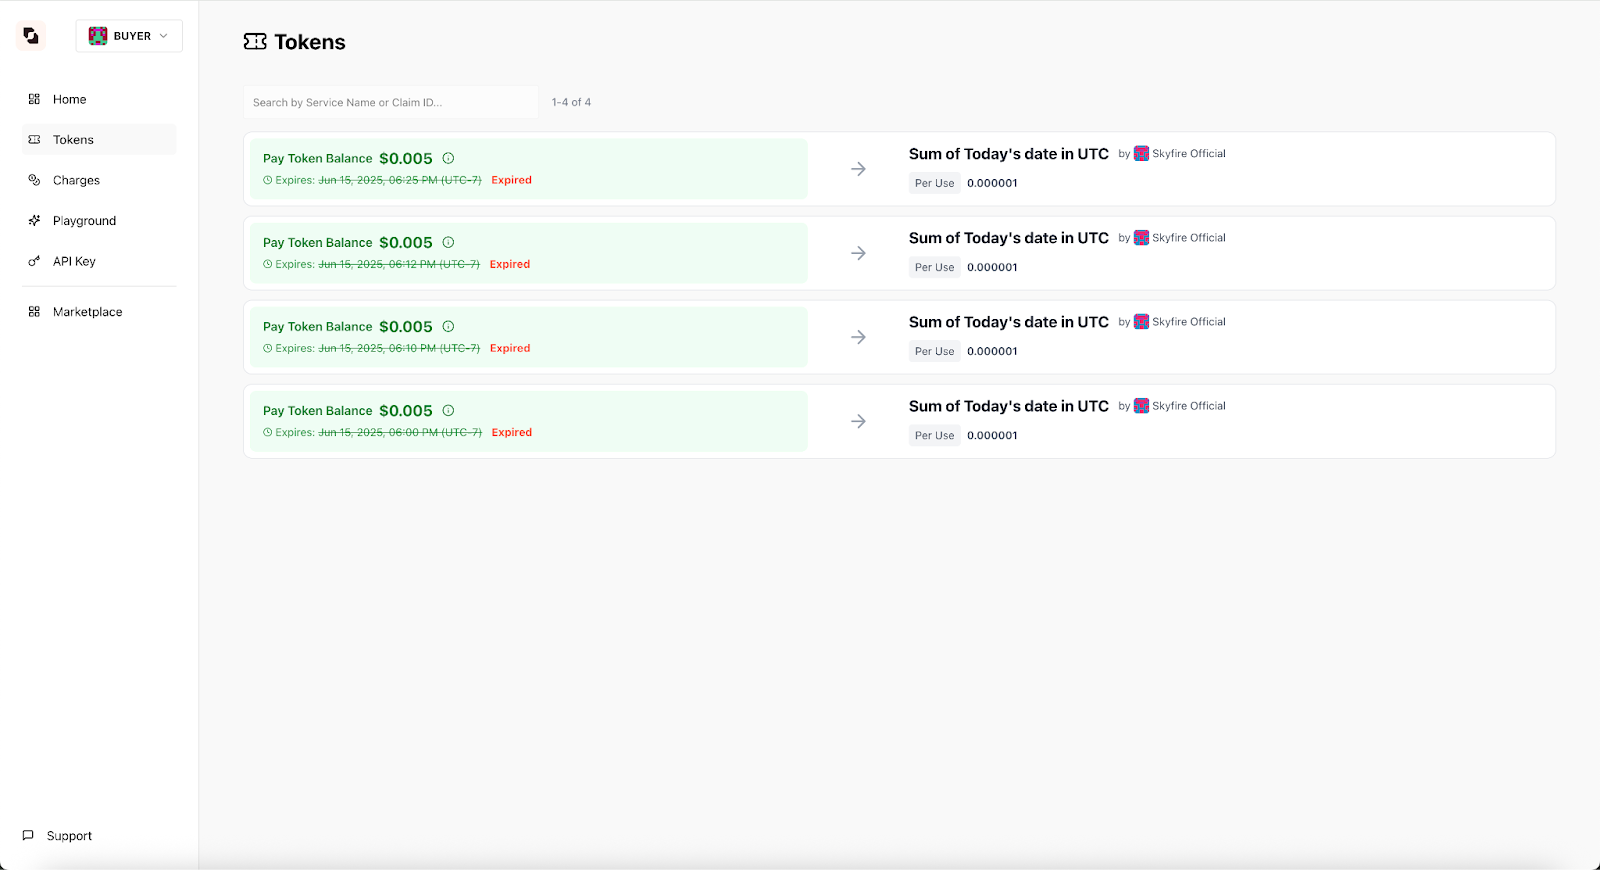 BUYER
Home
Tokens
Charges
Playground
API Key
Marketplace
Support
Tokens
Search by Service Name or Claim ID...
1-4 of 4
Pay Token Balance $0.005
Expires: Jun 15, 2025, 06:25 PM (UTC-7) Expired
Sum of Today's date in UTC by Skyfire Official
Per Use 0.000001
Pay Token Balance $0.005
Expires: Jun 15, 2025, 06:12 PM (UTC-7) Expired
Sum of Today's date in UTC by Skyfire Official
Per Use 0.000001
Pay Token Balance $0.005
Expires: Jun 15, 2025, 06:10 PM (UTC-7) Expired
Sum of Today's date in UTC by Skyfire Official
Per Use 0.000001
Pay Token Balance $0.005
Expires: Jun 15, 2025, 06:00 PM (UTC-7) Expired
Sum of Today's date in UTC by Skyfire Official
Per Use 0.000001